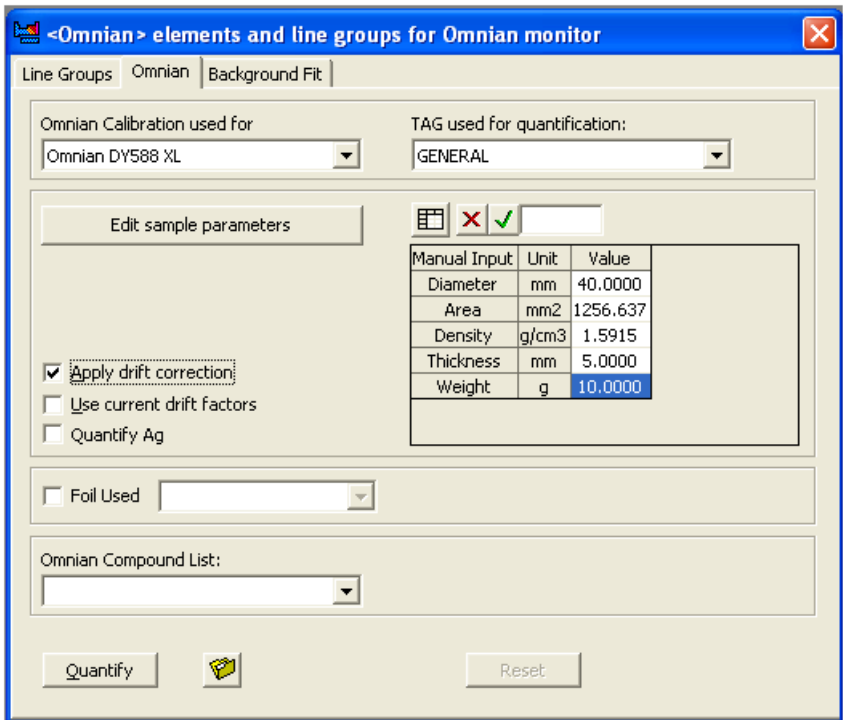 <Omnian> elements and line groups for Omnian monitor
Line Groups Omnian Background Fit
Omnian Calibration used for TAG used for quantification:
Omnian DY588 XL GENERAL
Edit sample parameters
Manual Input Unit Value
Diameter mm 40.0000
Area mm2 1256.637
Density g/cm3 1.5915
Thickness mm 5.0000
Weight g 10.0000
Apply drift correction
Use current drift factors
Quantify Ag
Foil Used
Omnian Compound List:
Quantify Reset